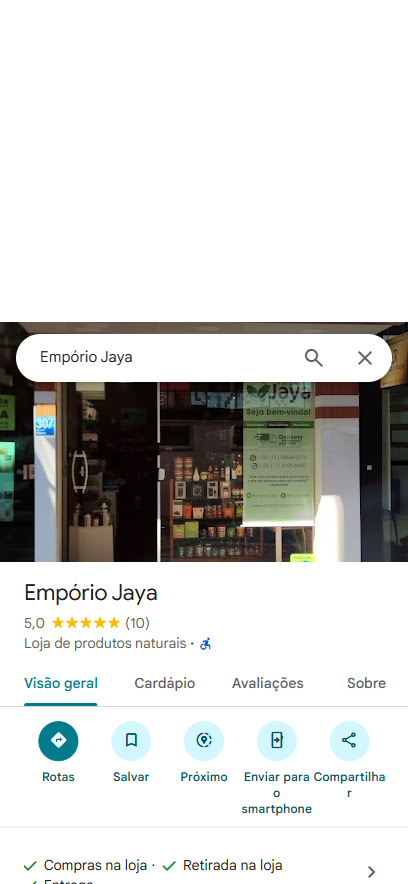 Empório Jaya
Jaya
Seja bem-vindo!
Delivery
307
Empório Jaya
5,0 (10)
Loja de produtos naturais ·
Visão geral Cardápio Avaliações Sobre
Rotas Salvar Próximo Enviar para o smartphone Compartilhar
Compras na loja · Retirada na loja
Entrega